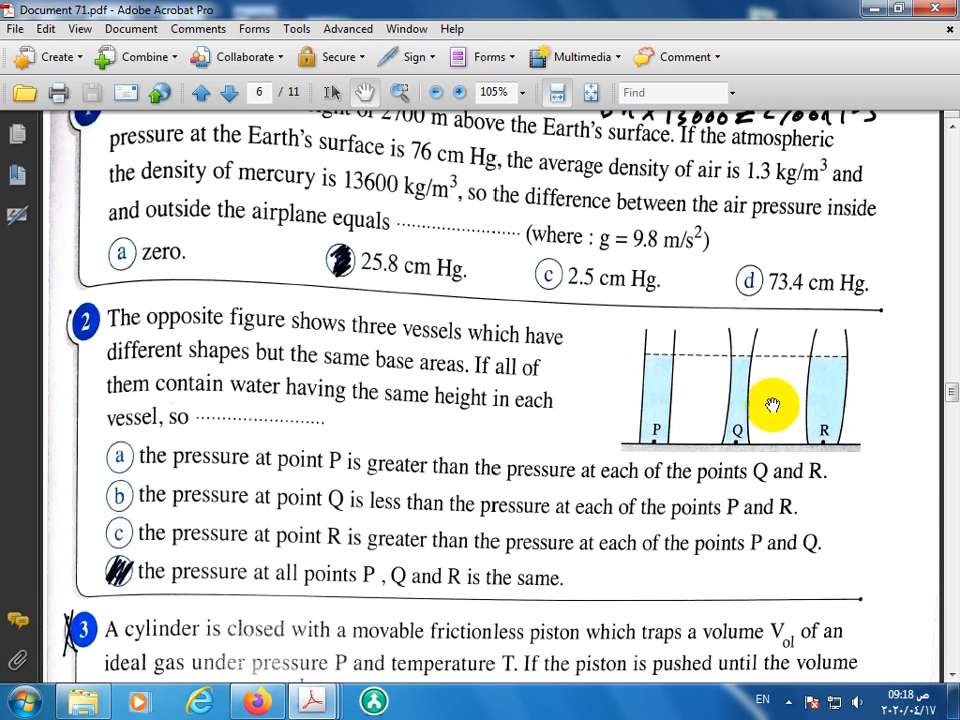 Document 71.pdf - Adobe Acrobat Pro
File Edit View Document Comments Forms Tools Advanced Window Help
Create Combine Collaborate Secure Sign Forms Multimedia Comment
6 / 11 105% Find
of 2700 m above the Earth's surface. If the atmospheric
pressure at the Earth's surface is 76 cm Hg, the average density of air is 1.3 kg/m³ and
the density of mercury is 13600 kg/m³, so the difference between the air pressure inside
and outside the airplane equals ........................ (where : g = 9.8 m/s²)
a zero. 25.8 cm Hg. c 2.5 cm Hg. d 73.4 cm Hg.
2 The opposite figure shows three vessels which have
different shapes but the same base areas. If all of
them contain water having the same height in each
vessel, so ........................
P Q R
a the pressure at point P is greater than the pressure at each of the points Q and R.
b the pressure at point Q is less than the pressure at each of the points P and R.
c the pressure at point R is greater than the pressure at each of the points P and Q.
the pressure at all points P , Q and R is the same.
3 A cylinder is closed with a movable frictionless piston which traps a volume Vol of an
ideal gas under pressure P and temperature T. If the piston is pushed until the volume
EN
09:18 ص
٢٠٢٠/٠٤/١٧